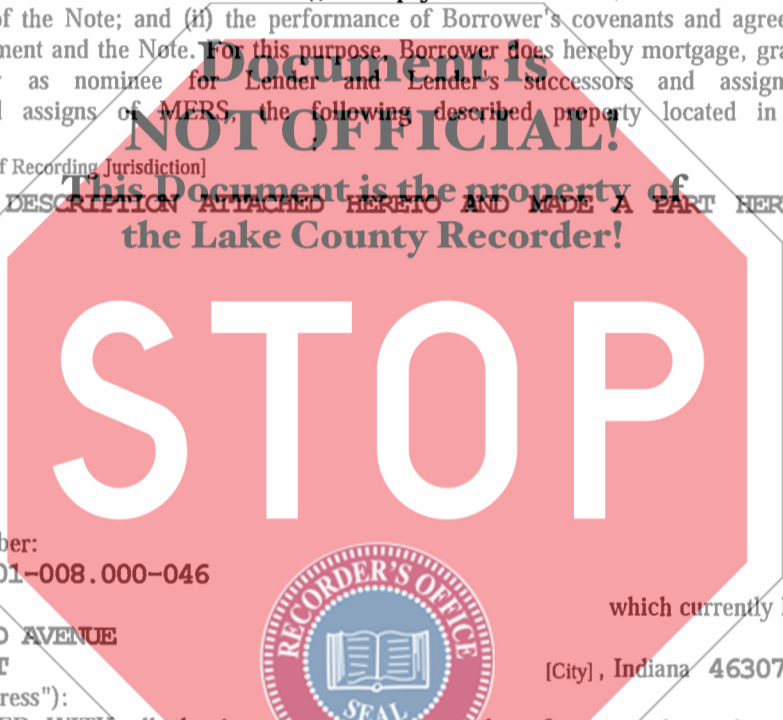 of the Note; and (ii) the performance of Borrower's covenants and agree
ment and the Note. For this purpose, Borrower does hereby mortgage, gra
as nominee for Lender and Lender's successors and assign
assigns of MERS, the following described property located in
Document is
NOT OFFICIAL!
of Recording Jurisdiction]
This Document is the property of
DESCRIPTION ATTACHED HERETO AND MADE A PART HER
the Lake County Recorder!
STOP
ber:
01-008.000-046
RECORDER'S OFFICE
SEAL
which currently
AVENUE
[City], Indiana 46307
ress"):